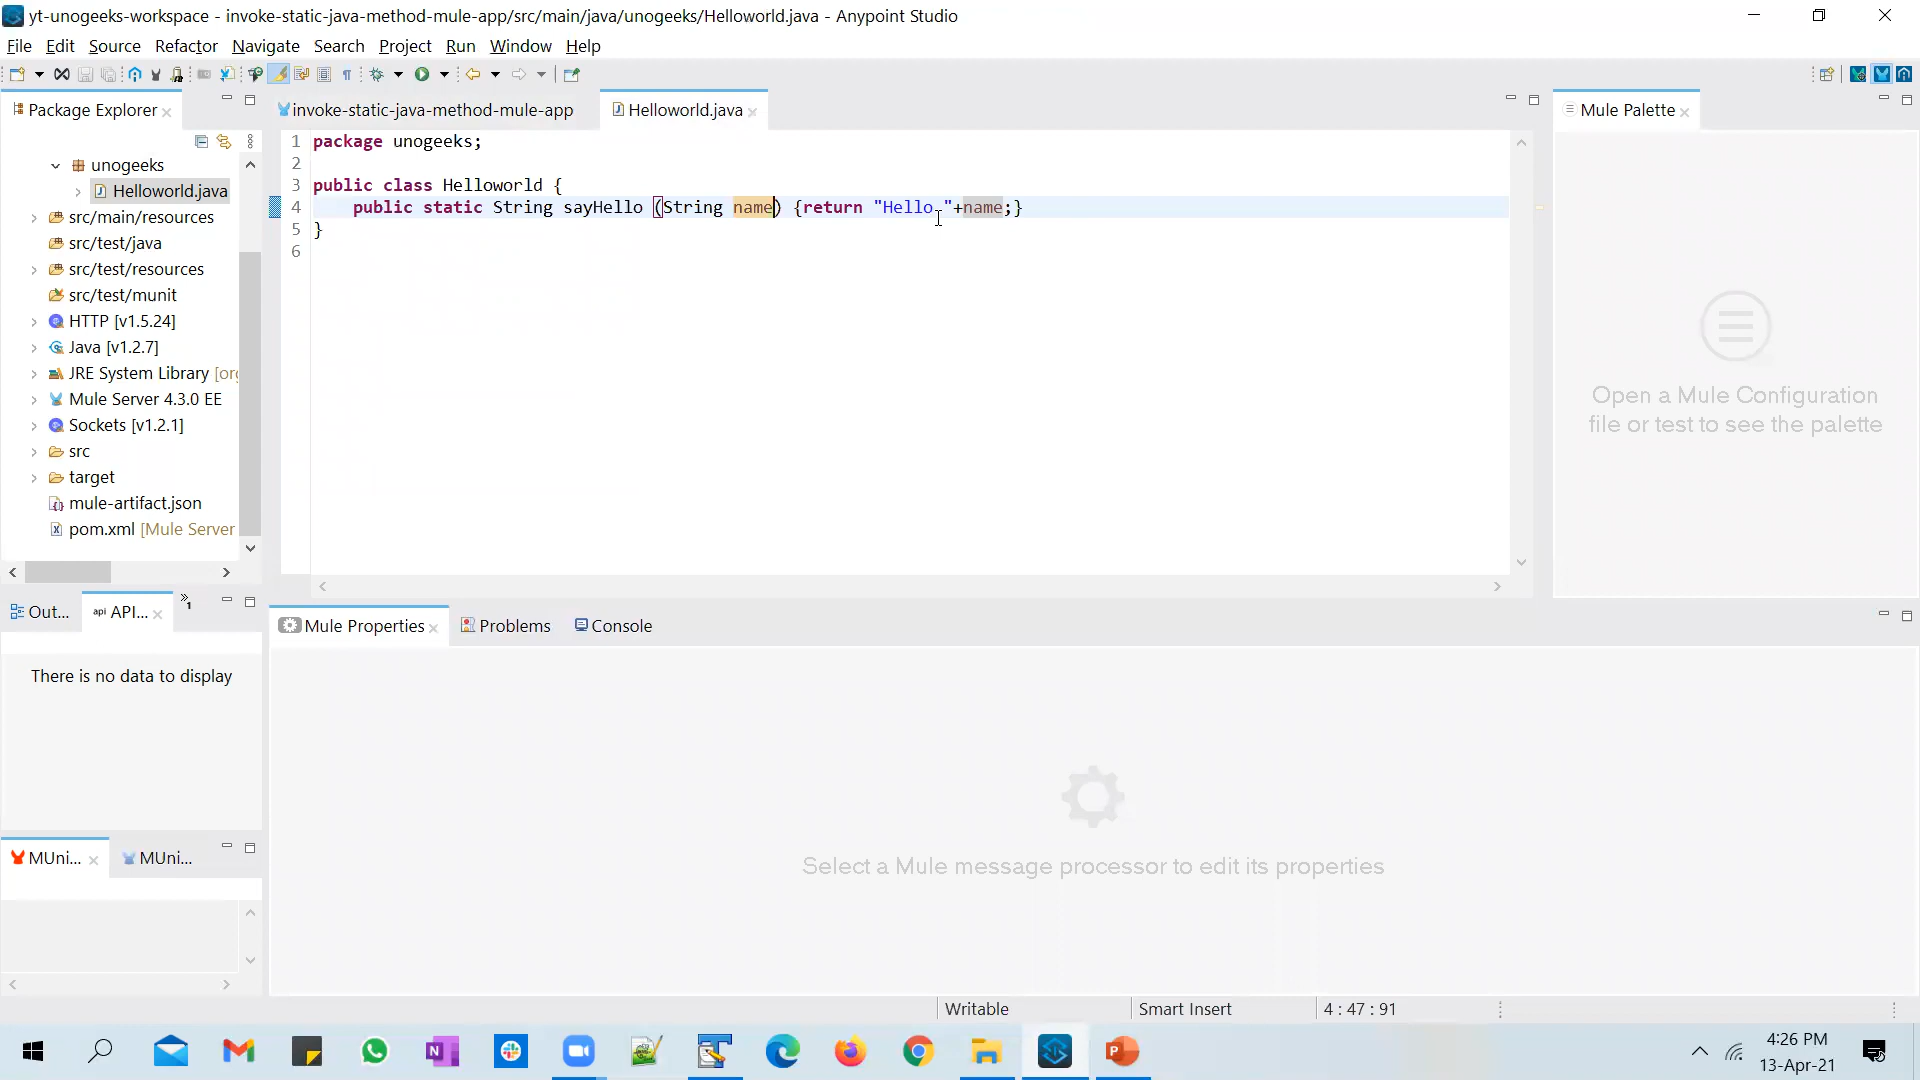 yt-unogeeks-workspace - invoke-static-java-method-mule-app/src/main/java/unogeeks/Helloworld.java - Anypoint Studio
File Edit Source Refactor Navigate Search Project Run Window Help
Package Explorer
invoke-static-java-method-mule-app
Helloworld.java
Mule Palette
unogeeks
Helloworld.java
src/main/resources
src/test/java
src/test/resources
src/test/munit
HTTP [v1.5.24]
Java [v1.2.7]
JRE System Library [org
Mule Server 4.3.0 EE
Sockets [v1.2.1]
src
target
mule-artifact.json
pom.xml [Mule Server
1 package unogeeks;
2
3 public class Helloworld {
4 public static String sayHello (String name) {return "Hello "+name;}
5 }
6
Open a Mule Configuration
file or test to see the palette
Out...
api API...
1
There is no data to display
MUni...
MUni...
Mule Properties
Problems
Console
Select a Mule message processor to edit its properties
Writable
Smart Insert
4 : 47 : 91
4:26 PM
13-Apr-21